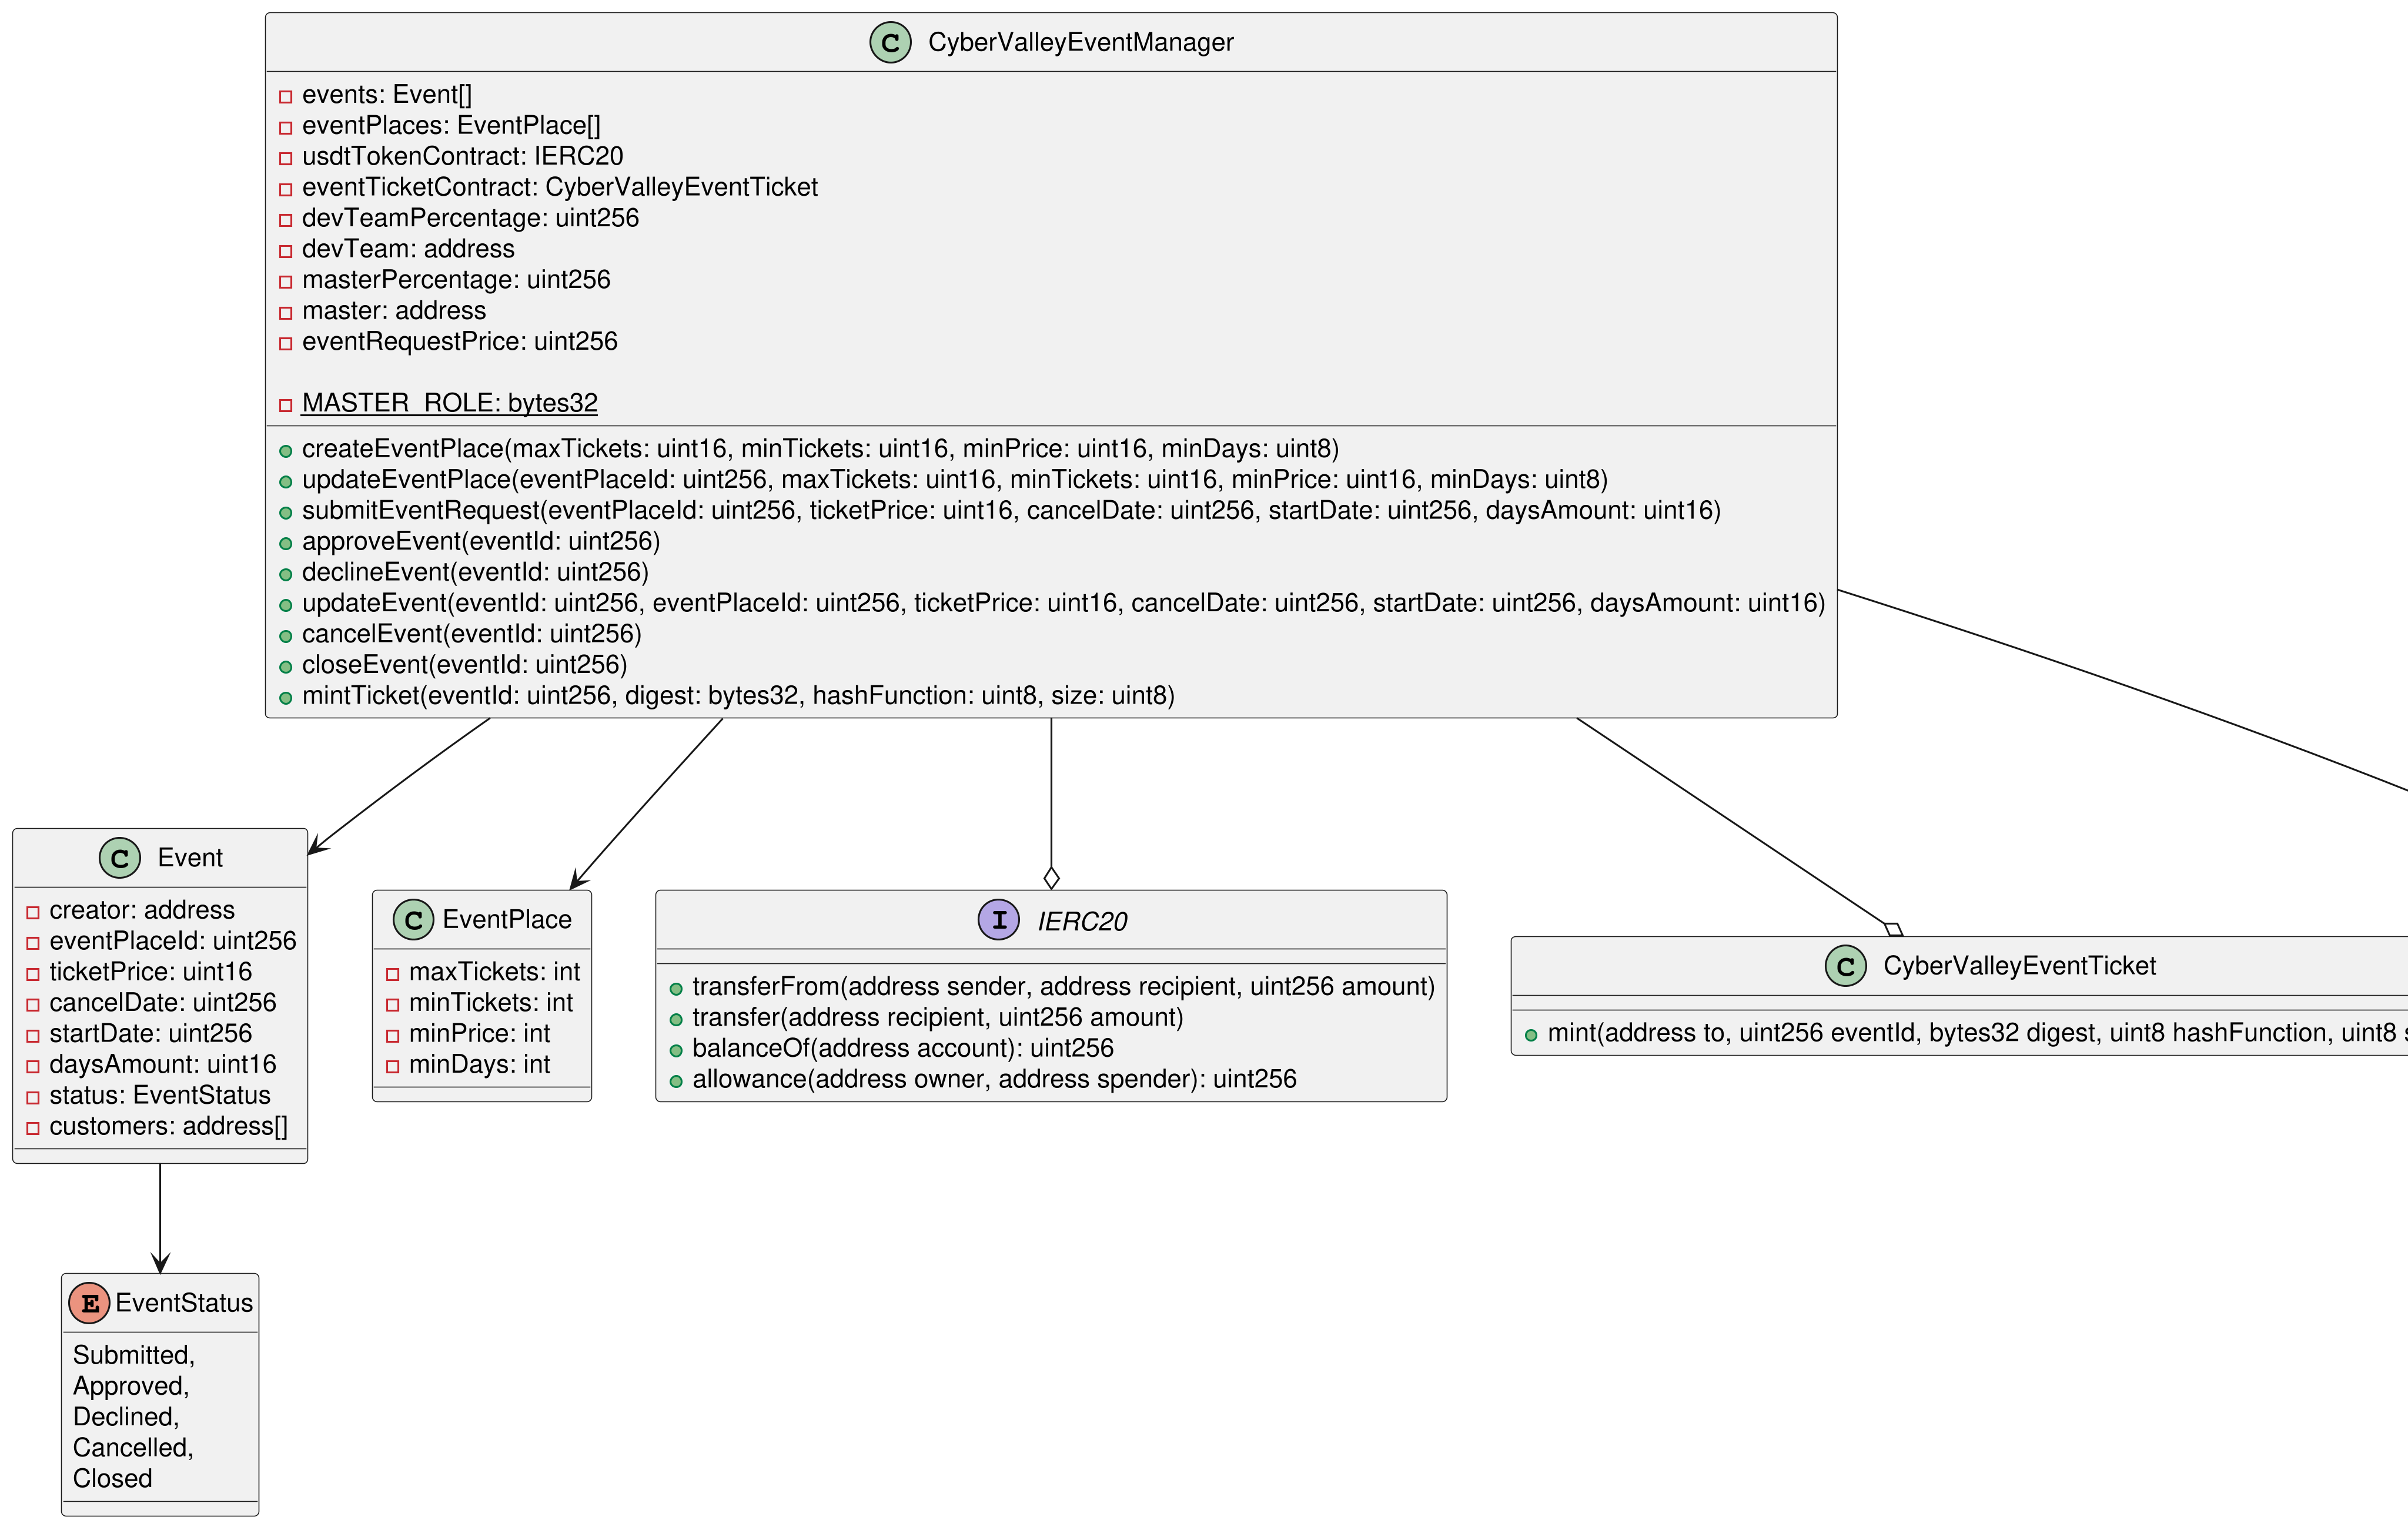 C CyberValleyEventManager
events: Event[]
eventPlaces: EventPlace[]
usdtTokenContract: IERC20
eventTicketContract: CyberValleyEventTicket
devTeamPercentage: uint256
devTeam: address
masterPercentage: uint256
master: address
eventRequestPrice: uint256
MASTER_ROLE: bytes32
createEventPlace(maxTickets: uint16, minTickets: uint16, minPrice: uint16, minDays: uint8)
updateEventPlace(eventPlaceId: uint256, maxTickets: uint16, minTickets: uint16, minPrice: uint16, minDays: uint8)
submitEventRequest(eventPlaceId: uint256, ticketPrice: uint16, cancelDate: uint256, startDate: uint256, daysAmount: uint16)
approveEvent(eventId: uint256)
declineEvent(eventId: uint256)
updateEvent(eventId: uint256, eventPlaceId: uint256, ticketPrice: uint16, cancelDate: uint256, startDate: uint256, daysAmount: uint16)
cancelEvent(eventId: uint256)
closeEvent(eventId: uint256)
mintTicket(eventId: uint256, digest: bytes32, hashFunction: uint8, size: uint8)
C Event
creator: address
eventPlaceId: uint256
ticketPrice: uint16
cancelDate: uint256
startDate: uint256
daysAmount: uint16
status: EventStatus
customers: address[]
C EventPlace
maxTickets: int
minTickets: int
minPrice: int
minDays: int
I IERC20
transferFrom(address sender, address recipient, uint256 amount)
transfer(address recipient, uint256 amount)
balanceOf(address account): uint256
allowance(address owner, address spender): uint256
C CyberValleyEventTicket
mint(address to, uint256 eventId, bytes32 digest, uint8 hashFunction, uint8
E EventStatus
Submitted,
Approved,
Declined,
Cancelled,
Closed